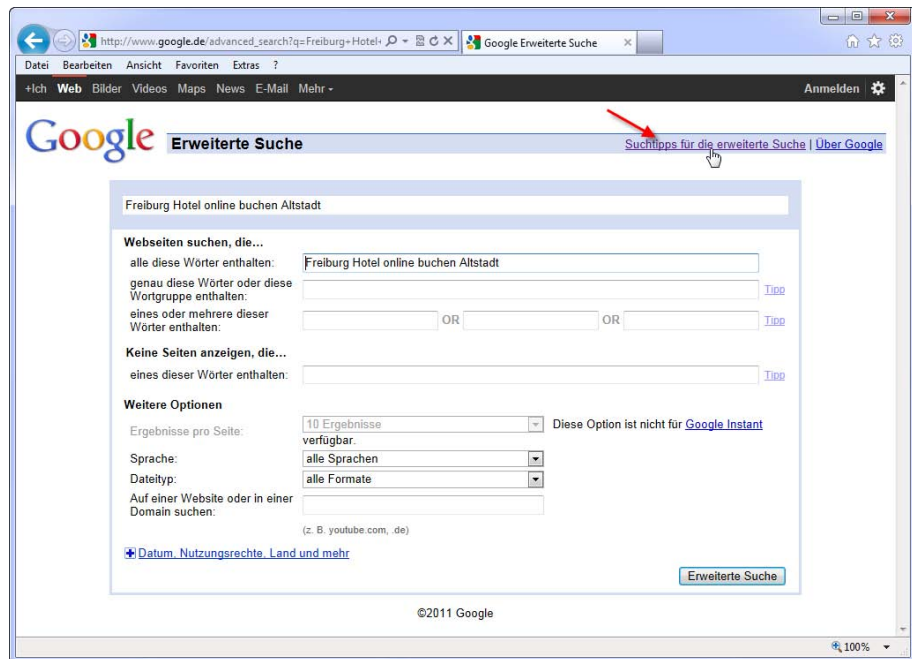 http://www.google.de/advanced_search?q=Freiburg+Hotel+
Google Erweiterte Suche
Datei Bearbeiten Ansicht Favoriten Extras ?
+Ich Web Bilder Videos Maps News E-Mail Mehr
Anmelden
Google Erweiterte Suche
Suchtipps für die erweiterte Suche | Über Google
Freiburg Hotel online buchen Altstadt
Webseiten suchen, die...
alle diese Wörter enthalten: Freiburg Hotel online buchen Altstadt
genau diese Wörter oder diese
Wortgruppe enthalten: Tipp
eines oder mehrere dieser
Wörter enthalten: OR OR Tipp
Keine Seiten anzeigen, die...
eines dieser Wörter enthalten: Tipp
Weitere Optionen
Ergebnisse pro Seite: 10 Ergebnisse Diese Option ist nicht für Google Instant
verfügbar.
Sprache: alle Sprachen
Dateityp: alle Formate
Auf einer Website oder in einer
Domain suchen:
(z. B. youtube.com, .de)
Datum, Nutzungsrechte, Land und mehr
Erweiterte Suche
©2011 Google
100%